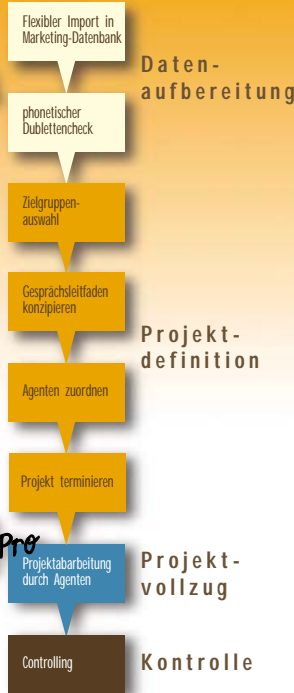 Flexibler Import in
Marketing-Datenbank
Daten-
aufbereitung
phonetischer
Dublettencheck
Zielgruppen-
auswahl
Gesprächsleitfaden
konzipieren
Projekt-
definition
Agenten zuordnen
Projekt terminieren
Pro
Projektabarbeitung
durch Agenten
Projekt-
vollzug
Controlling
Kontrolle